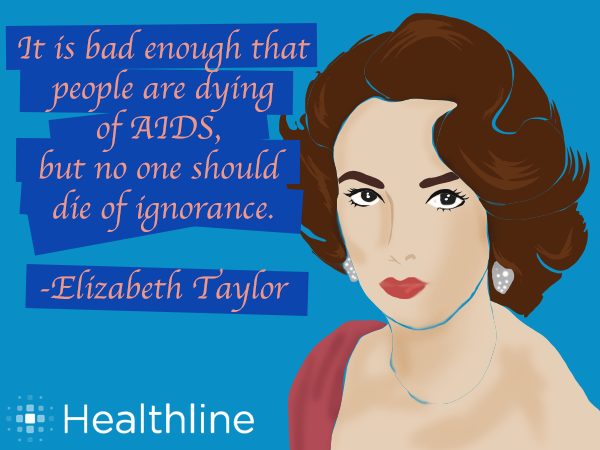 It is bad enough that
people are dying
of AIDS,
but no one should
die of ignorance.
-Elizabeth Taylor
Healthline